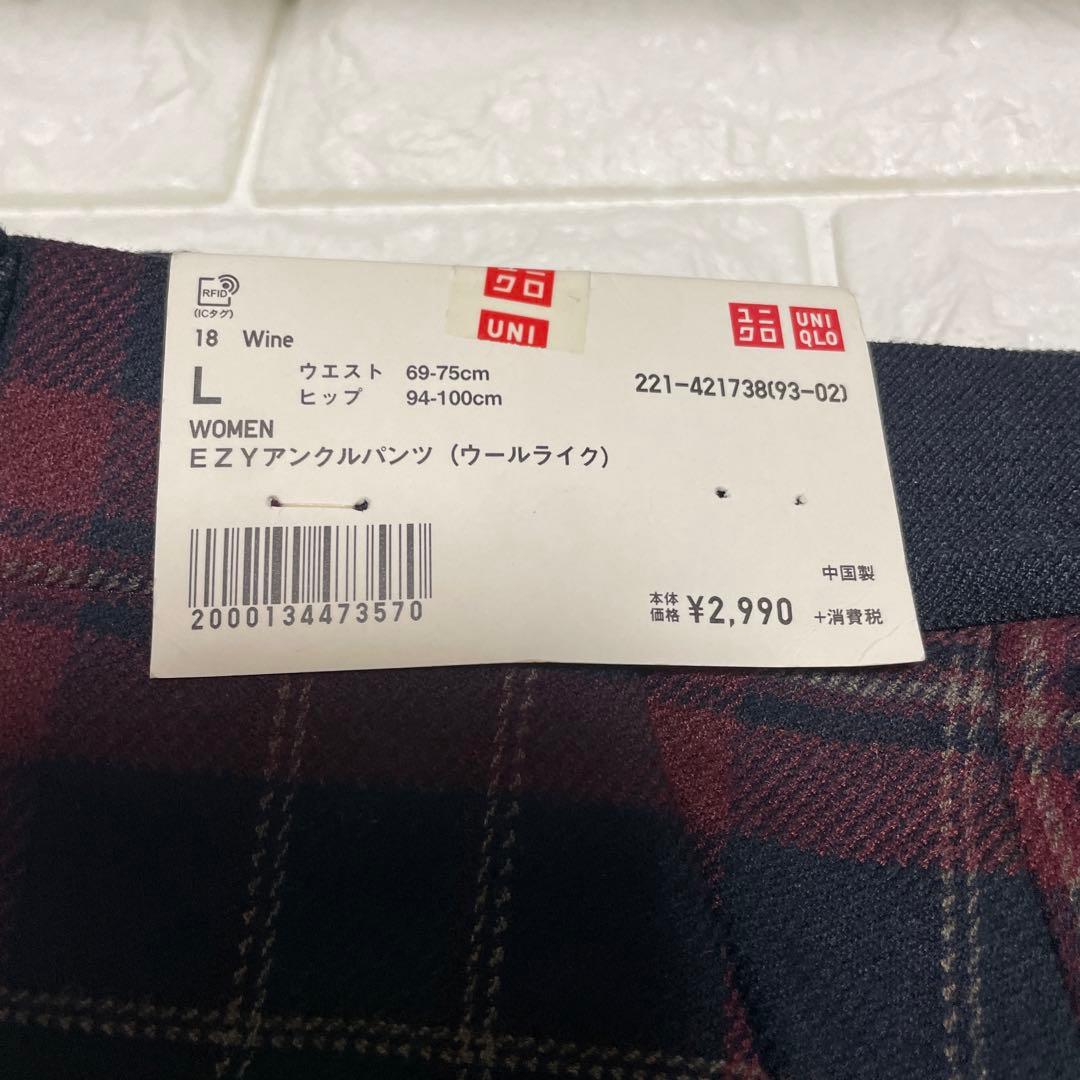 RFID
(ICタグ)
ユニ
クロ
UNI
ユニ
クロ
UNI
QLO
18 Wine
L
ウエスト 69-75cm
ヒップ 94-100cm
221-421738(93-02)
WOMEN
EZYアンクルパンツ (ウールライク)
2000134473570
中国製
本体
価格 ¥2,990 +消費税